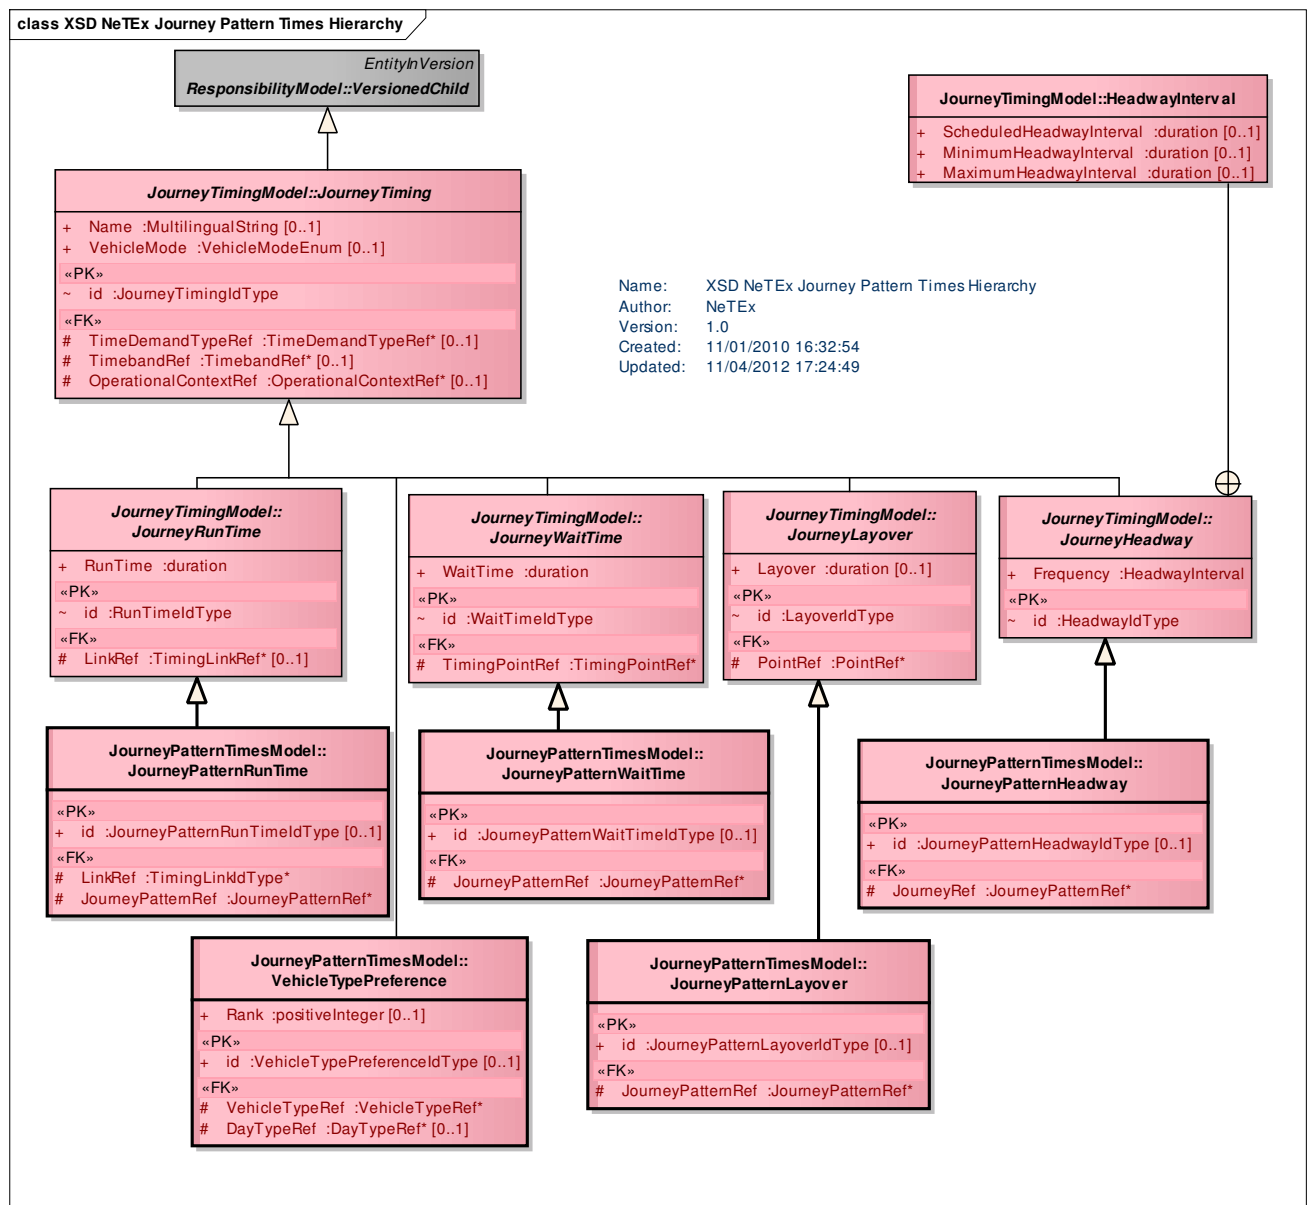 class XSD NeTEx Journey Pattern Times Hierarchy
EntityInVersion
ResponsibilityModel::VersionedChild
JourneyTimingModel::HeadwayInterval
+ ScheduledHeadwayInterval :duration [0..1]
+ MinimumHeadwayInterval :duration [0..1]
+ MaximumHeadwayInterval :duration [0..1]
JourneyTimingModel::JourneyTiming
+ Name :MultilingualString [0..1]
+ VehicleMode :VehicleModeEnum [0..1]
«PK»
~ id :JourneyTimingIdType
«FK»
# TimeDemandTypeRef :TimeDemandTypeRef* [0..1]
# TimebandRef :TimebandRef* [0..1]
# OperationalContextRef :OperationalContextRef* [0..1]
Name: XSD NeTEx Journey Pattern Times Hierarchy
Author: NeTEx
Version: 1.0
Created: 11/01/2010 16:32:54
Updated: 11/04/2012 17:24:49
JourneyTimingModel::
JourneyRunTime
+ RunTime :duration
«PK»
~ id :RunTimeIdType
«FK»
# LinkRef :TimingLinkRef* [0..1]
JourneyTimingModel::
JourneyWaitTime
+ WaitTime :duration
«PK»
~ id :WaitTimeIdType
«FK»
# TimingPointRef :TimingPointRef*
JourneyTimingModel::
JourneyLayover
+ Layover :duration [0..1]
«PK»
~ id :LayoverIdType
«FK»
# PointRef :PointRef*
JourneyTimingModel::
JourneyHeadway
+ Frequency :HeadwayInterval
«PK»
~ id :HeadwayIdType
JourneyPatternTimesModel::
JourneyPatternRunTime
«PK»
+ id :JourneyPatternRunTimeIdType [0..1]
«FK»
# LinkRef :TimingLinkIdType*
# JourneyPatternRef :JourneyPatternRef*
JourneyPatternTimesModel::
JourneyPatternWaitTime
«PK»
+ id :JourneyPatternWaitTimeIdType [0..1]
«FK»
# JourneyPatternRef :JourneyPatternRef*
JourneyPatternTimesModel::
JourneyPatternHeadway
«PK»
+ id :JourneyPatternHeadwayIdType [0..1]
«FK»
# JourneyRef :JourneyPatternRef*
JourneyPatternTimesModel::
VehicleTypePreference
+ Rank :positiveInteger [0..1]
«PK»
+ id :VehicleTypePreferenceIdType [0..1]
«FK»
# VehicleTypeRef :VehicleTypeRef*
# DayTypeRef :DayTypeRef* [0..1]
JourneyPatternTimesModel::
JourneyPatternLayover
«PK»
+ id :JourneyPatternLayoverIdType [0..1]
«FK»
# JourneyPatternRef :JourneyPatternRef*